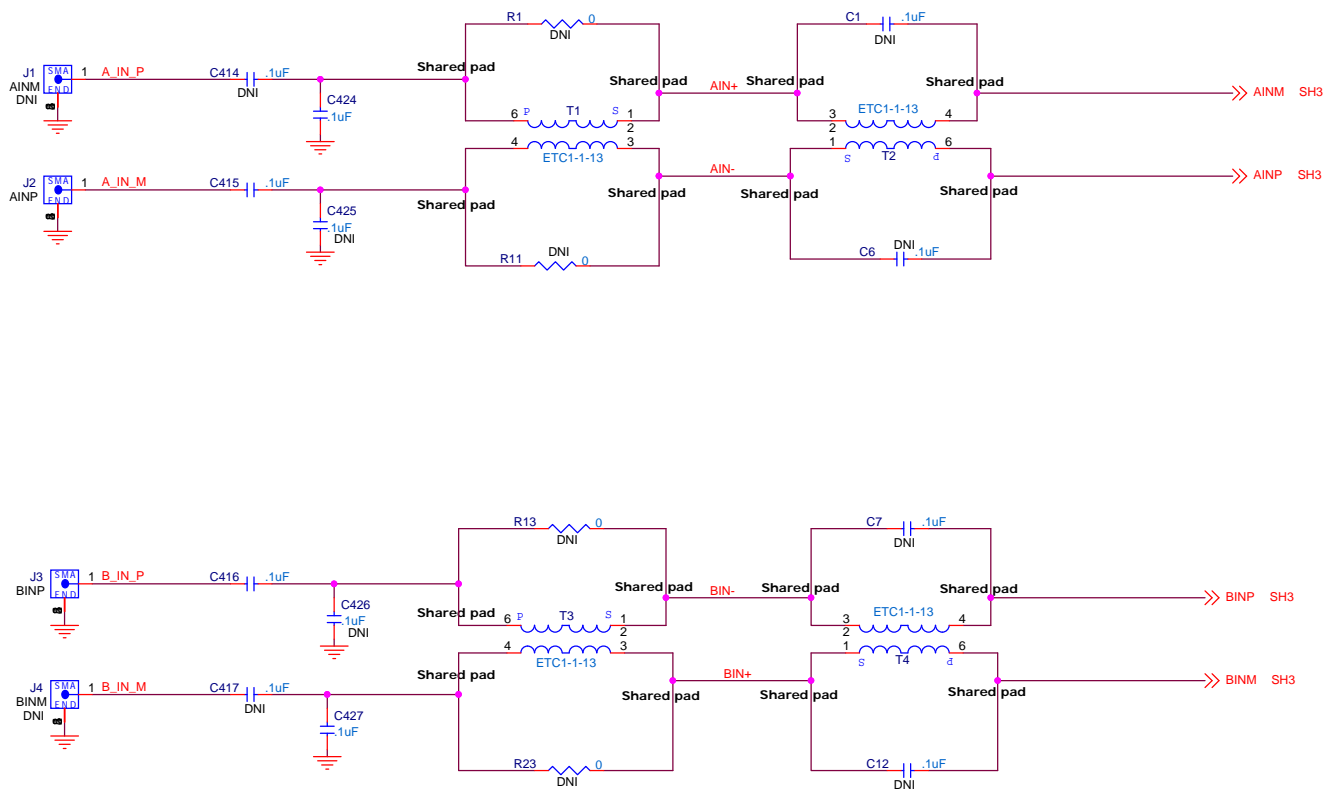 R1 0
DNI
C1 .1uF
DNI
Shared pad
Shared pad
Shared pad
Shared pad
J1
AINM
DNI
SMA
END
1 A_IN_P
C414 .1uF
DNI
C424
.1uF
AIN+
AINM SH3
6 P T1 S 1
2
4 3
ETC1-1-13
ETC1-1-13
3 4
2
1 6
S T2 P
J2
AINP
SMA
END
1 A_IN_M
C415 .1uF
C425
.1uF
DNI
AIN-
AINP SH3
Shared pad
Shared pad
Shared pad
Shared pad
R11 DNI 0
C6 DNI .1uF
R13 0
DNI
C7 .1uF
DNI
J3
BINP
SMA
END
1 B_IN_P
C416 .1uF
C426
.1uF
DNI
Shared pad
Shared pad
Shared pad
Shared pad
BIN-
BINP SH3
6 P T3 S 1
2
4 3
ETC1-1-13
ETC1-1-13
3 4
2
1 6
S T4 P
J4
BINM
DNI
SMA
END
1 B_IN_M
C417 .1uF
DNI
C427
.1uF
Shared pad
Shared pad
Shared pad
Shared pad
BIN+
BINM SH3
R23 0
DNI
C12 .1uF
DNI